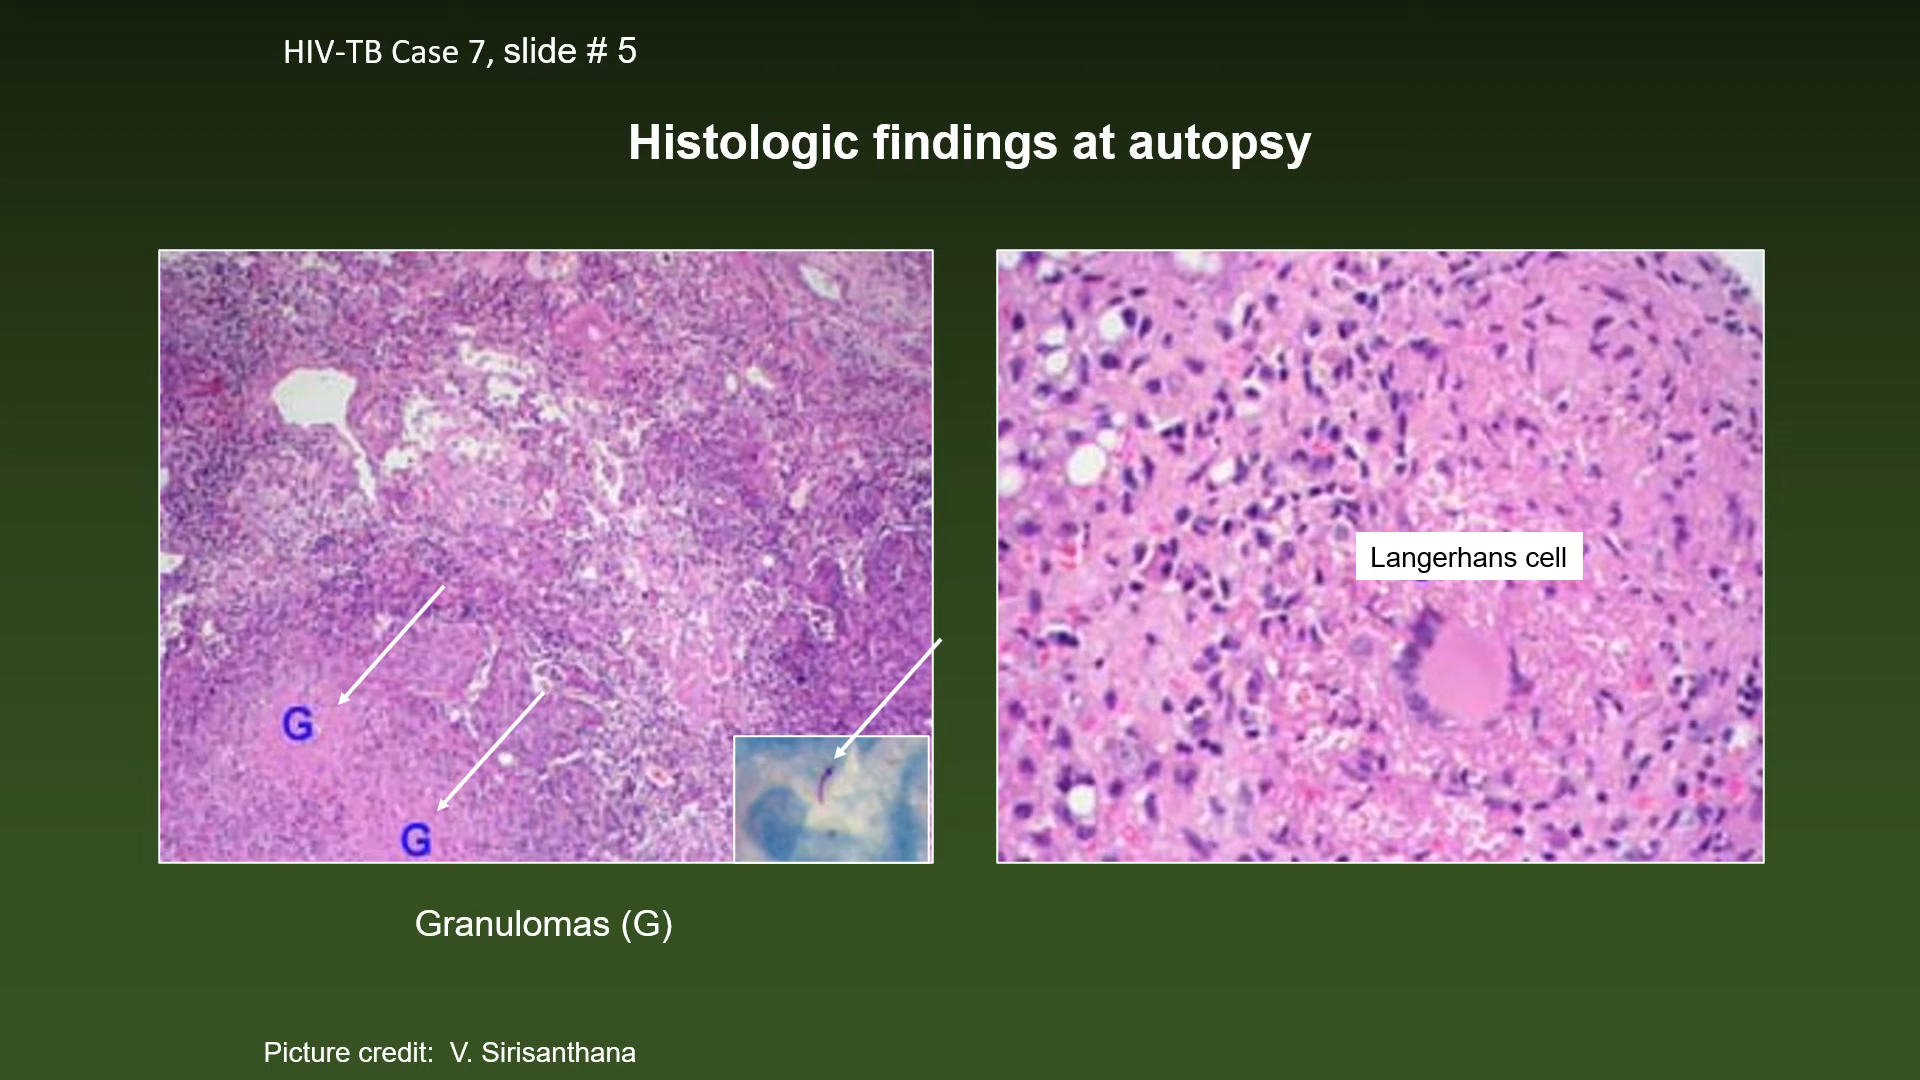 HIV-TB Case 7, slide # 5
Histologic findings at autopsy
Langerhans cell
G
G
Granulomas (G)
Picture credit:  V. Sirisanthana